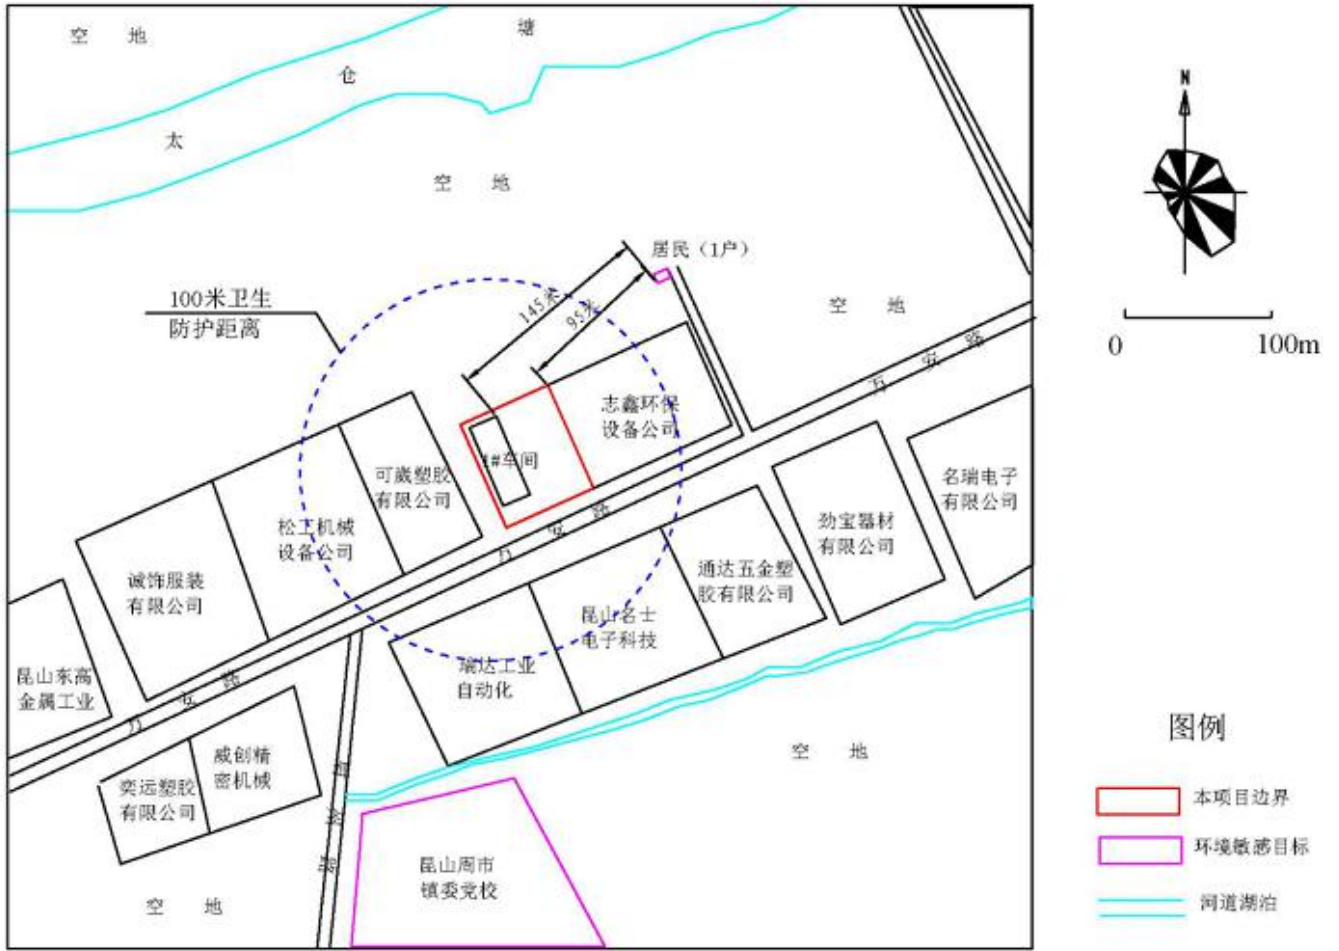 空 地
塘
仓
太
N
空 地
居民（1户）
100米卫生
防护距离
145米
95米
空 地
0 100m
万 安 路
志鑫环保
设备公司
可崴塑胶
有限公司
1#车间
名瑞电子
有限公司
松上机械
设备公司
万 安 路
劲宝器材
有限公司
诚饰服装
有限公司
通达五金塑
胶有限公司
昆山名士
电子科技
瑞达工业
自动化
昆山东高
金属工业
万 安 路
图例
威创精
密机械
空 地
奕远塑胶
有限公司
本项目边界
环境敏感目标
路
昆山周市
镇委党校
河道湖泊
空 地